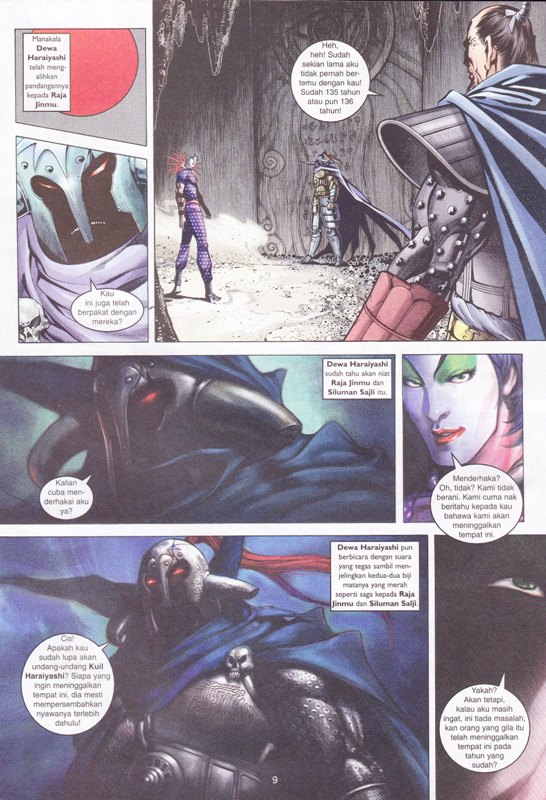 Manakala
Dewa
Haraiyashi
telah meng-
alihkan
pandangannya
kepada Raja
Jinmu.
Heh,
heh! Sudah
sekian lama aku
tidak pernah ber-
temu dengan kau!
Sudah 135 tahun
atau pun 136
tahun!
Kau
ini juga telah
berpakat dengan
mereka?
Dewa Haraiyashi
sudah tahu akan niat
Raja Jinmu dan
Siluman Salji itu.
Kalian
cuba men-
derhakai aku
ya?
Menderhaka?
Oh, tidak? Kami tidak
berani. Kami cuma nak
beritahu kepada kau
bahawa kami akan
meninggalkan
tempat ini.
Dewa Haraiyashi pun
berbicara dengan suara
yang tegas sambil men-
jelingkan kedua-dua biji
matanya yang merah
seperti saga kepada Raja
Jinmu dan Siluman Salji.
Cis!
Apakah kau
sudah lupa akan
undang-undang Kuil
Haraiyashi? Siapa yang
ingin meninggalkan
tempat ini, dia mesti
mempersembahkan
nyawanya terlebih
dahulu!
Yakah?
Akan tetapi,
kalau aku masih
ingat, ini tiada masalah,
kan orang yang gila itu
telah meninggalkan
tempat ini pada
tahun yang
sudah?
9